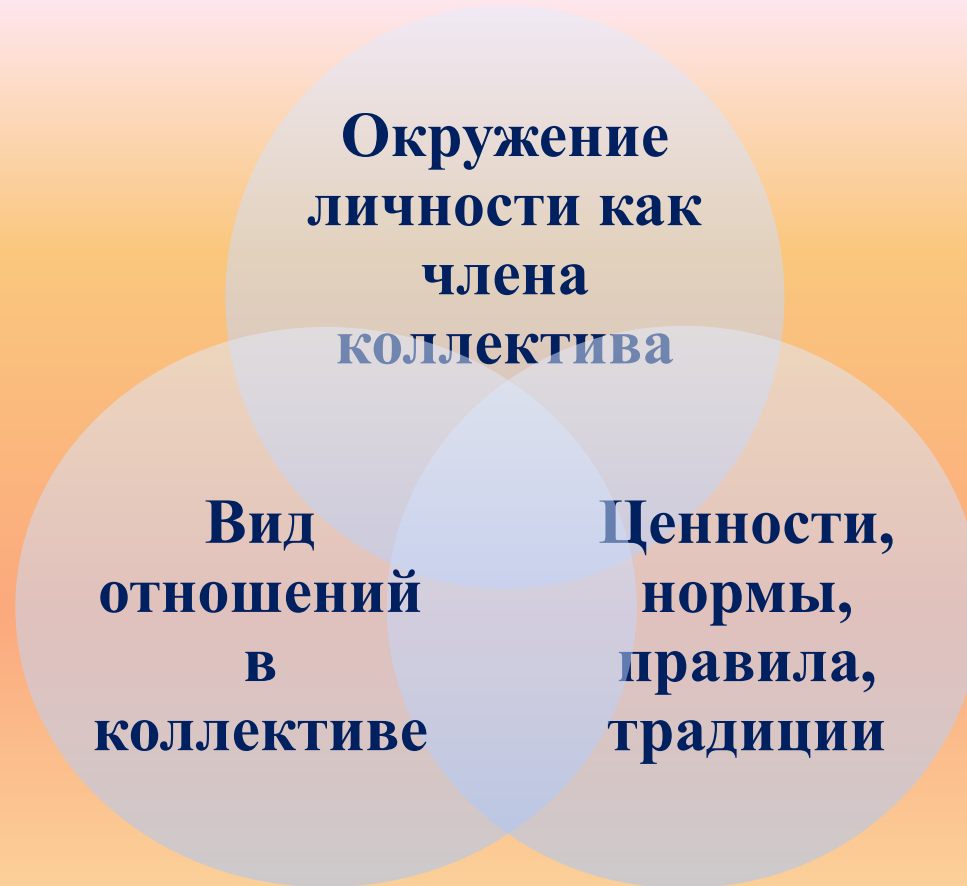 Окружение
личности как
члена
коллектива
Вид
отношений
в
коллективе
Ценности,
нормы,
правила,
традиции